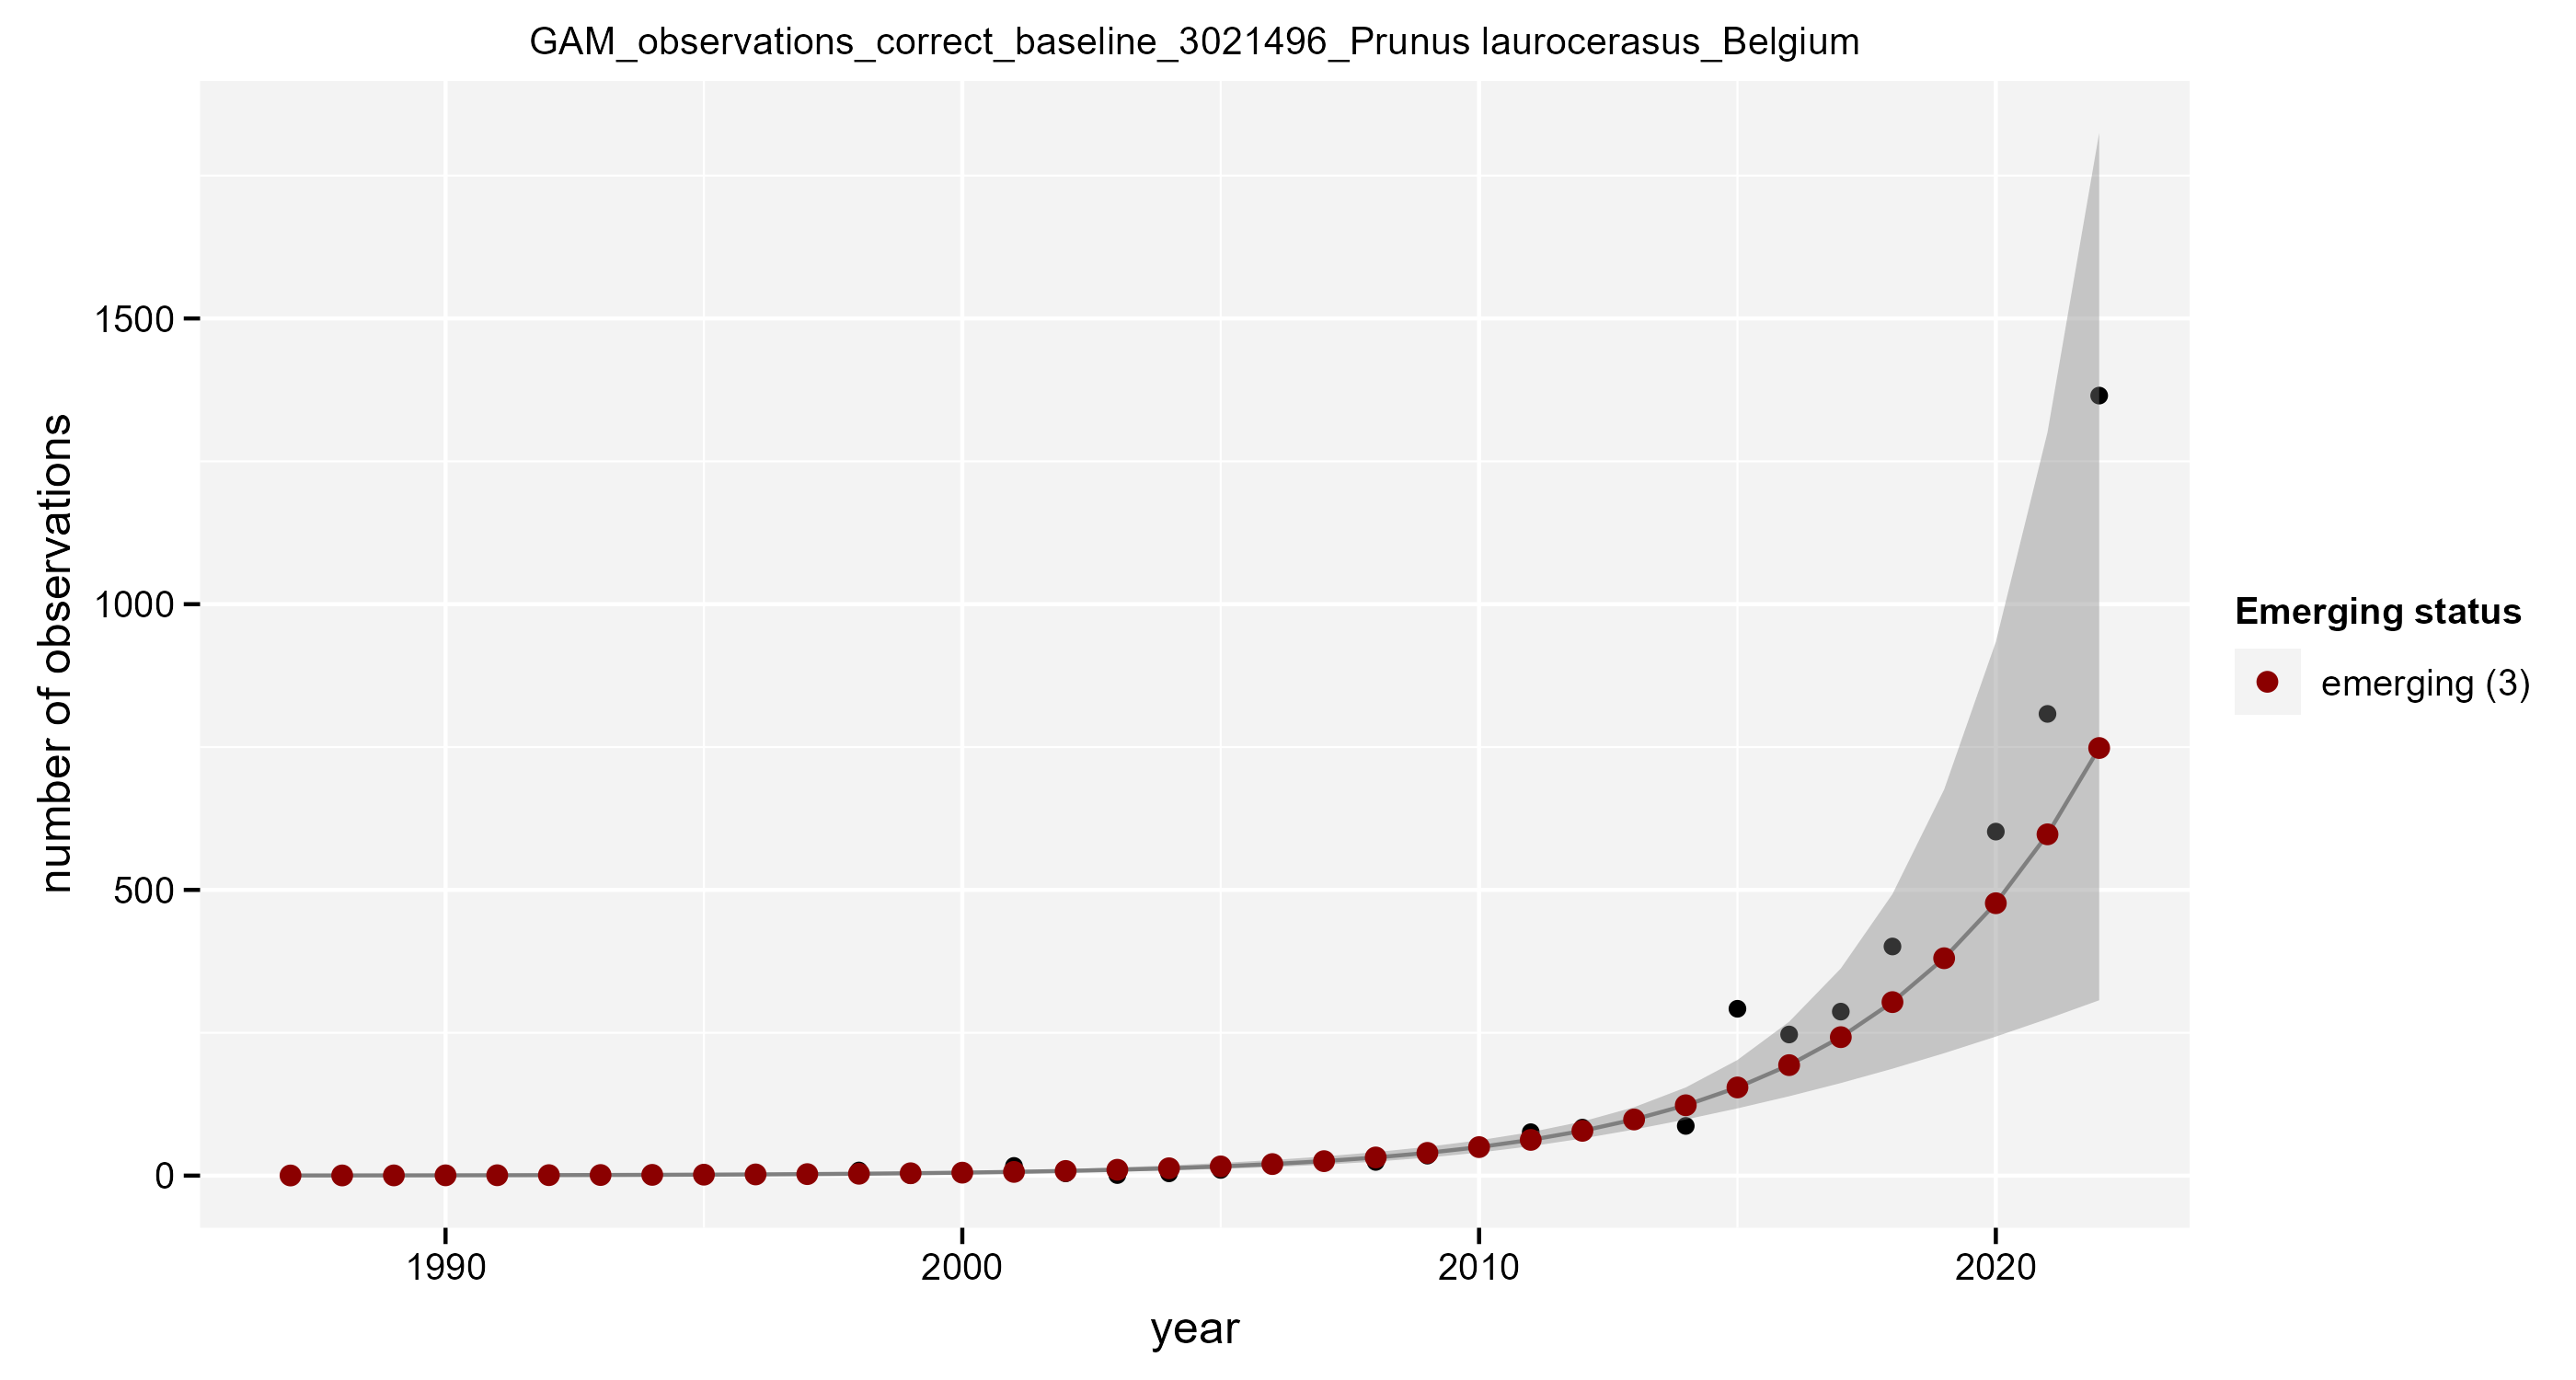 GAM_observations_correct_baseline_3021496_Prunus laurocerasus_Belgium
number of observations
1500
1000
500
0
1990
2000
2010
2020
year
Emerging status
emerging (3)